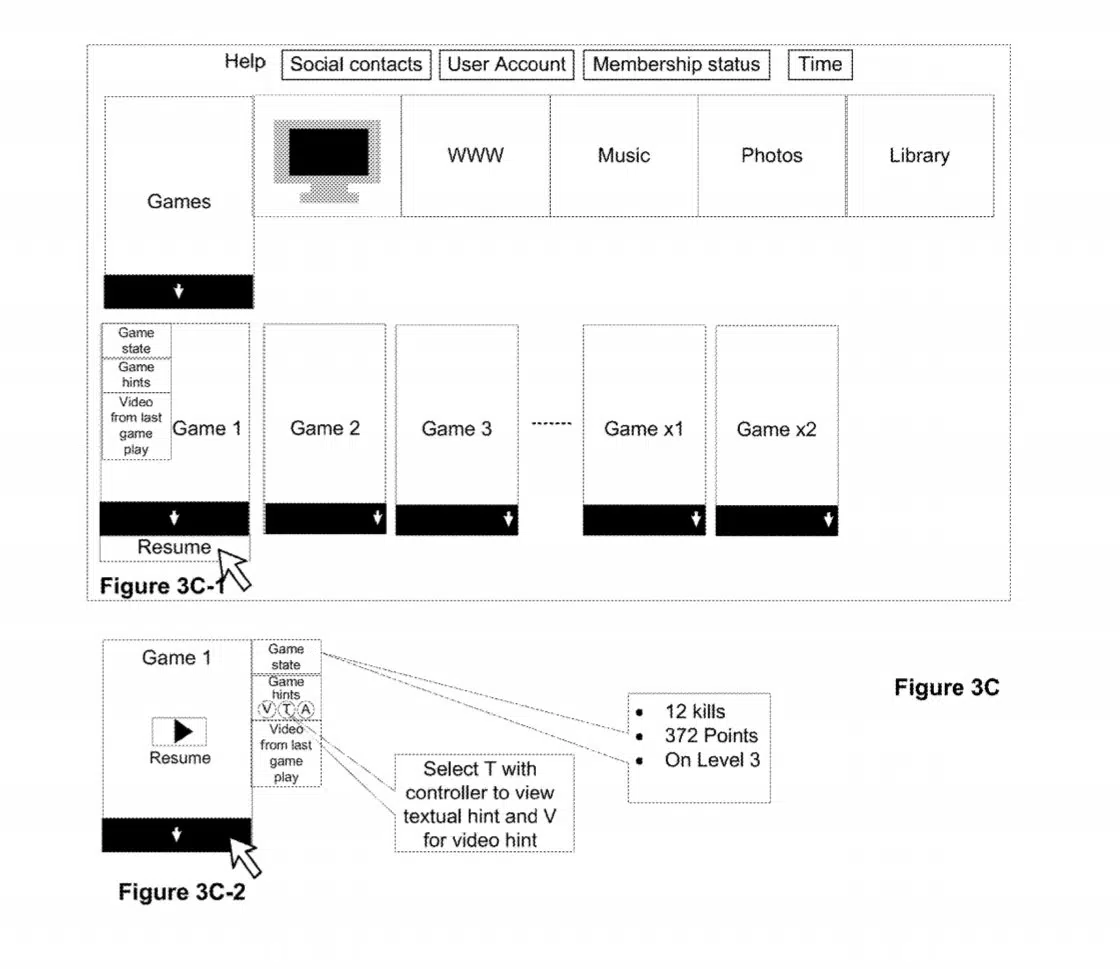 Help
Social contacts
User Account
Membership status
Time
Games
WWW
Music
Photos
Library
Game
state
Game
hints
Video
from last
game
play
Game 1
Game 2
Game 3
Game x1
Game x2
Resume
Figure 3C-1
Game 1
Resume
Game
state
Game
hints
V T A
Video
from last
game
play
Select T with
controller to view
textual hint and V
for video hint
• 12 kills
• 372 Points
• On Level 3
Figure 3C
Figure 3C-2